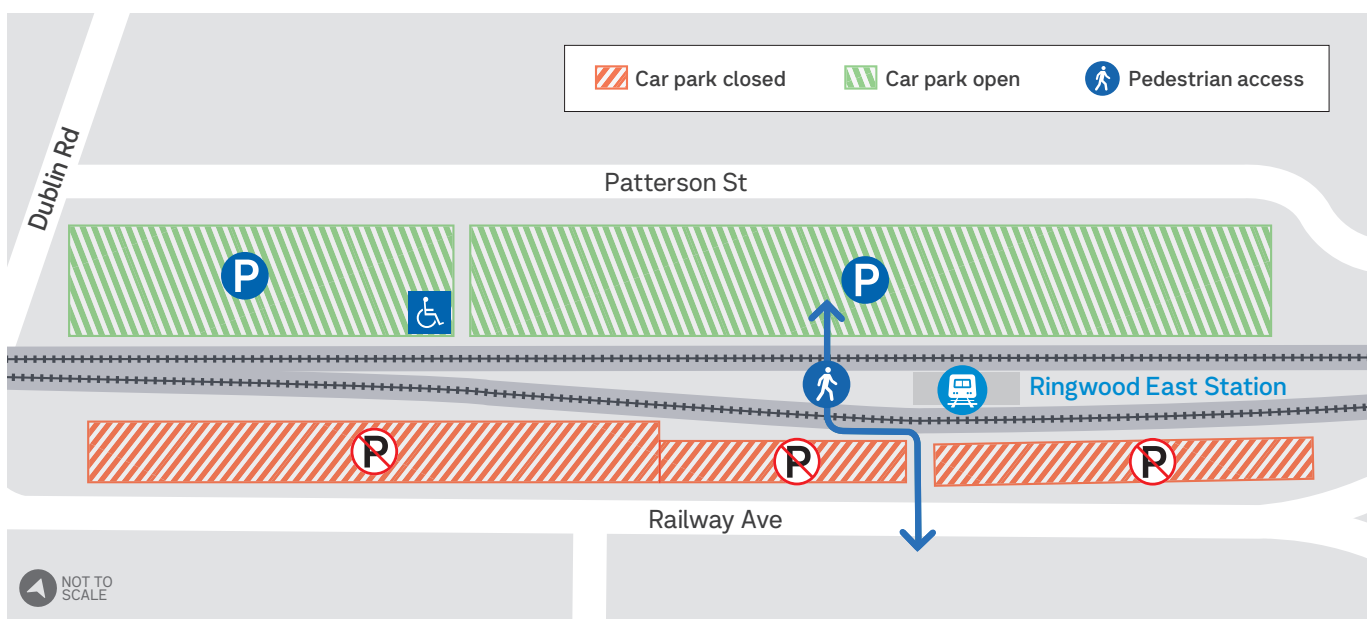 Car park closed
Car park open
Pedestrian access
Dublin Rd
Patterson St
P
P
Ringwood East Station
P
P
P
Railway Ave
NOT TO
SCALE